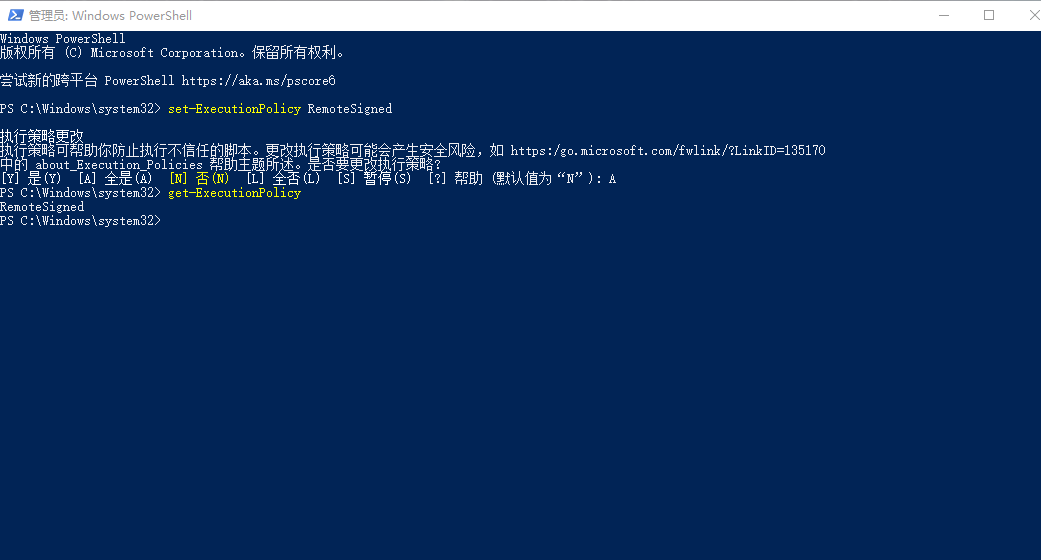 管理员: Windows PowerShell
Windows PowerShell
版权所有 (C) Microsoft Corporation。保留所有权利。
尝试新的跨平台 PowerShell https://aka.ms/pscore6
PS C:\Windows\system32> set-ExecutionPolicy RemoteSigned
执行策略更改
执行策略可帮助你防止执行不信任的脚本。更改执行策略可能会产生安全风险，如 https:/go.microsoft.com/fwlink/?LinkID=135170
中的 about_Execution_Policies 帮助主题所述。是否要更改执行策略?
[Y] 是(Y)  [A] 全是(A)  [N] 否(N)  [L] 全否(L)  [S] 暂停(S)  [?] 帮助 (默认值为“N”): A
PS C:\Windows\system32> get-ExecutionPolicy
RemoteSigned
PS C:\Windows\system32>